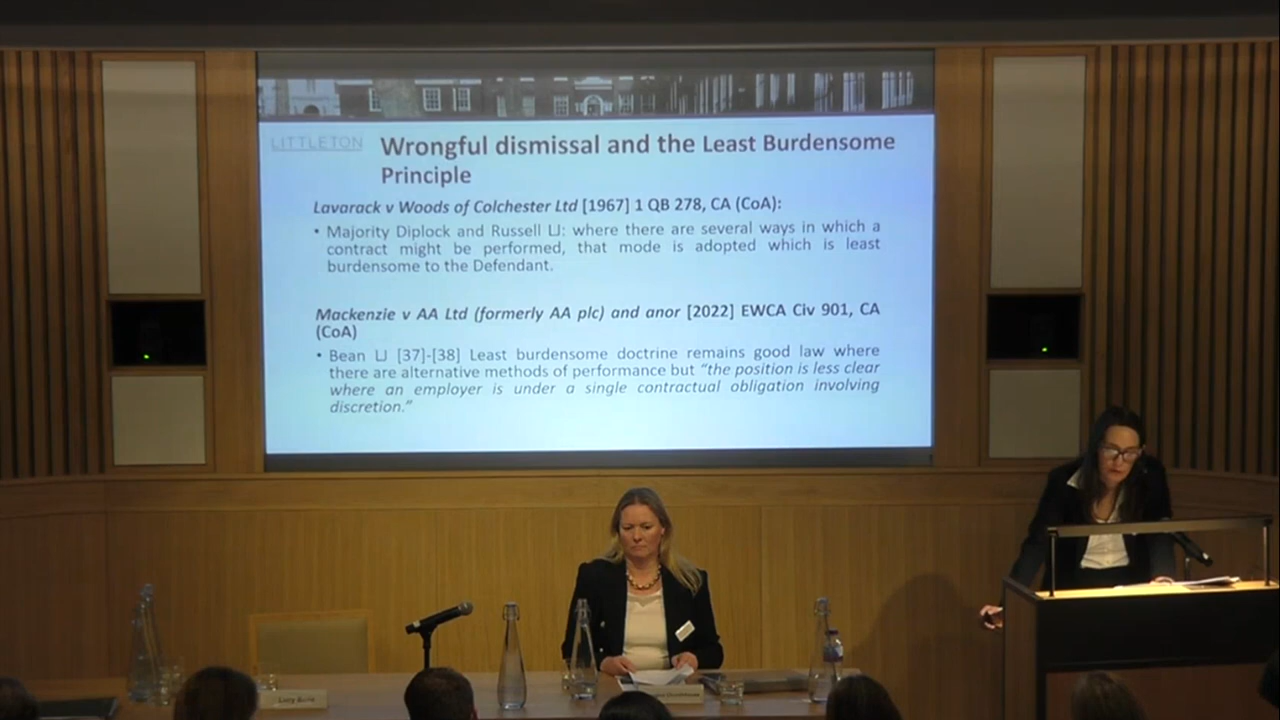 LITTLETON
Wrongful dismissal and the Least Burdensome
Principle
Lavarack v Woods of Colchester Ltd [1967] 1 QB 278, CA (CoA):
• Majority Diplock and Russell LJ: where there are several ways in which a
contract might be performed, that mode is adopted which is least
burdensome to the Defendant.
Mackenzie v AA Ltd (formerly AA plc) and anor [2022] EWCA Civ 901, CA
(CoA)
• Bean LJ [37]-[38] Least burdensome doctrine remains good law where
there are alternative methods of performance but “the position is less clear
where an employer is under a single contractual obligation involving
discretion.”